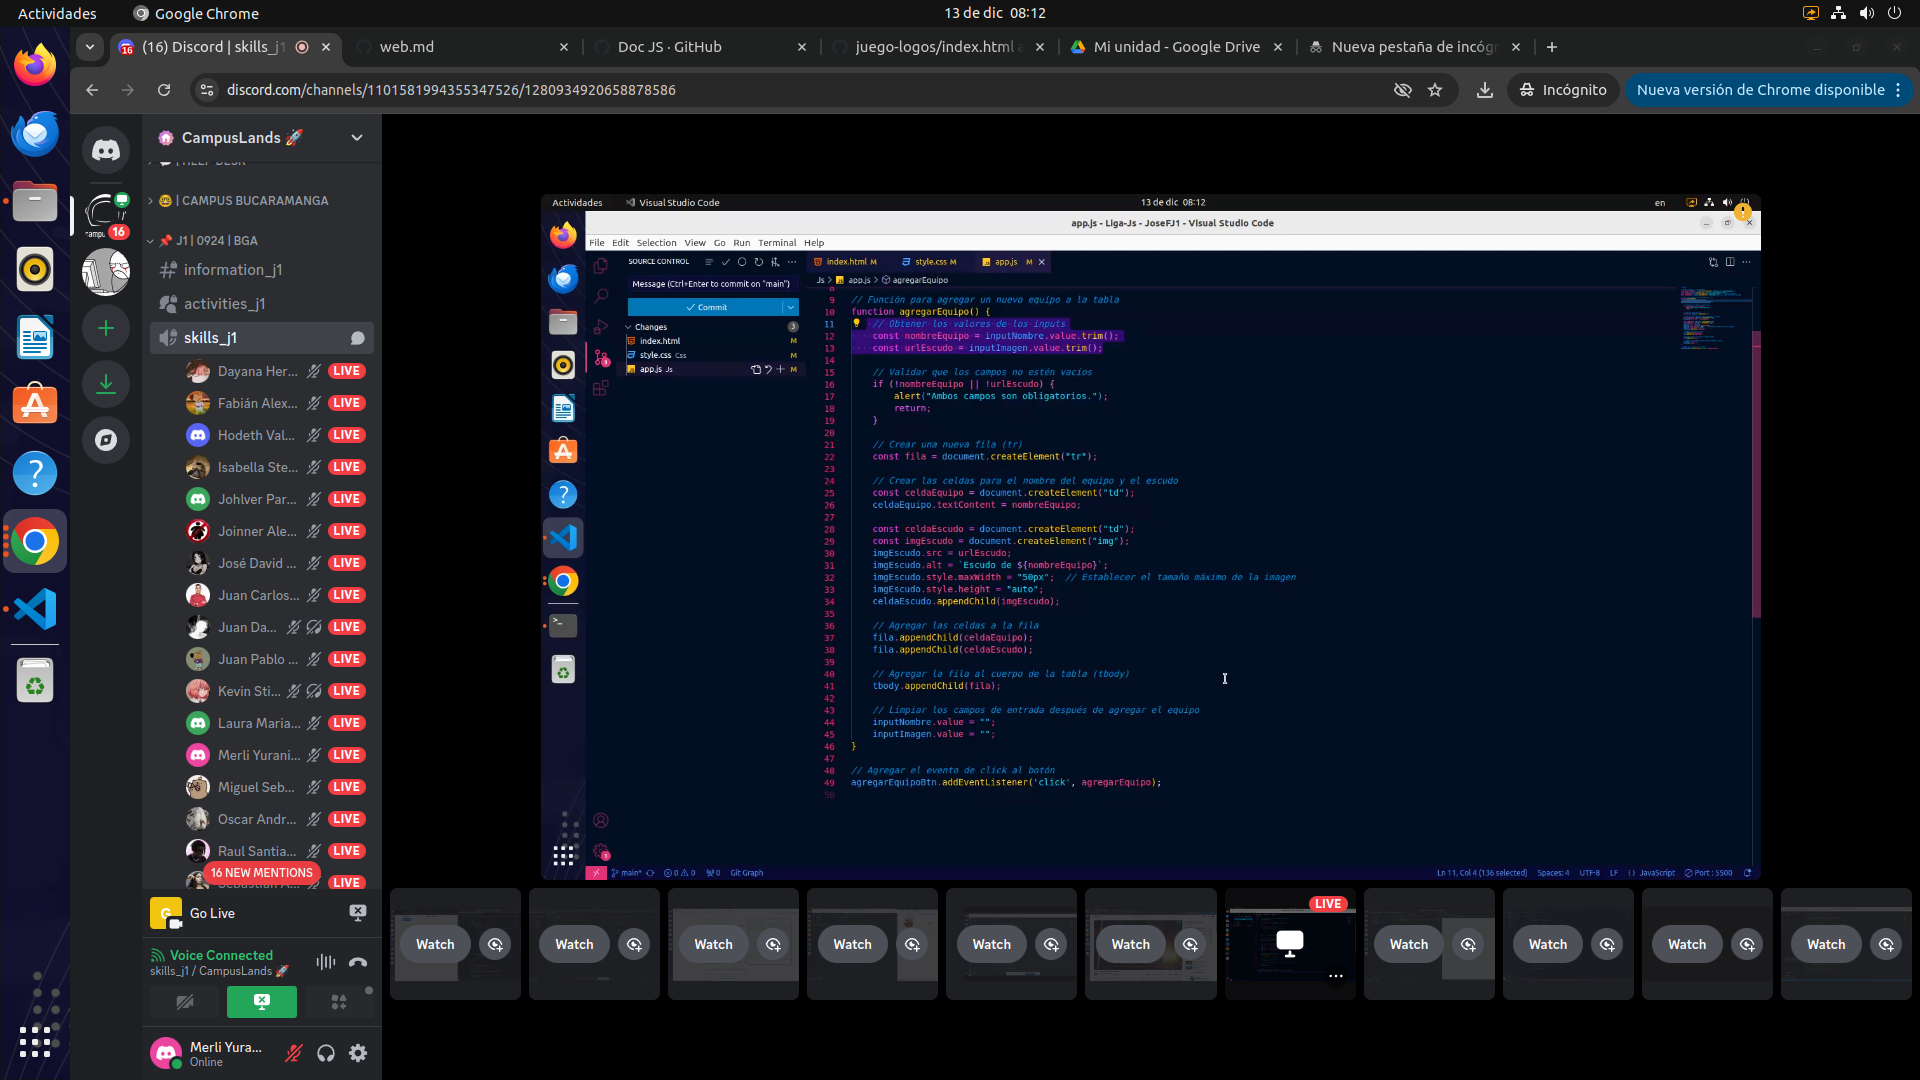 Actividades
Google Chrome
13 de dic 08:12
(16) Discord | skills_j1
web.md
Doc JS · GitHub
juego-logos/index.html
Mi unidad - Google Drive
Nueva pestaña de incóg
discord.com/channels/1101581994355347526/1280934920658878586
Incógnito
Nueva versión de Chrome disponible
CampusLands 🚀
| HELP DESK
| CAMPUS BUCARAMANGA
📌 J1 | 0924 | BGA
information_j1
activities_j1
skills_j1
16
Dayana Her... LIVE
Fabián Alex... LIVE
Hodeth Val... LIVE
Isabella Ste... LIVE
Johlver Par... LIVE
Joinner Ale... LIVE
José David ... LIVE
Juan Carlos... LIVE
Juan Da... LIVE
Juan Pablo ... LIVE
Kevin Sti... LIVE
Laura Maria... LIVE
Merli Yurani... LIVE
Miguel Seb... LIVE
Oscar Andr... LIVE
Raul Santia... LIVE
16 NEW MENTIONS
LIVE
Go Live
Voice Connected
skills_j1 / CampusLands 🚀
Merli Yura...
Online
Actividades
Visual Studio Code
13 de dic 08:12
en
app.js - Liga-Js - JoseFJ1 - Visual Studio Code
File Edit Selection View Go Run Terminal Help
SOURCE CONTROL
Message (Ctrl+Enter to commit on "main")
Commit
Changes 3
index.html M
style.css Css M
app.js Js M
index.html M
style.css M
app.js M
Js > app.js > agregarEquipo
9 // Función para agregar un nuevo equipo a la tabla
10 function agregarEquipo() {
11 // Obtener los valores de los inputs
12 const nombreEquipo = inputNombre.value.trim();
13 const urlEscudo = inputImagen.value.trim();
14
15 // Validar que los campos no estén vacíos
16 if (!nombreEquipo || !urlEscudo) {
17 alert("Ambos campos son obligatorios.");
18 return;
19 }
20
21 // Crear una nueva fila (tr)
22 const fila = document.createElement("tr");
23
24 // Crear las celdas para el nombre del equipo y el escudo
25 const celdaEquipo = document.createElement("td");
26 celdaEquipo.textContent = nombreEquipo;
27
28 const celdaEscudo = document.createElement("td");
29 const imgEscudo = document.createElement("img");
30 imgEscudo.src = urlEscudo;
31 imgEscudo.alt = `Escudo de ${nombreEquipo}`;
32 imgEscudo.style.maxWidth = "50px"; // Establecer el tamaño máximo de la imagen
33 imgEscudo.style.height = "auto";
34 celdaEscudo.appendChild(imgEscudo);
35
36 // Agregar las celdas a la fila
37 fila.appendChild(celdaEquipo);
38 fila.appendChild(celdaEscudo);
39
40 // Agregar la fila al cuerpo de la tabla (tbody)
41 tbody.appendChild(fila);
42
43 // Limpiar los campos de entrada después de agregar el equipo
44 inputNombre.value = "";
45 inputImagen.value = "";
46 }
47
48 // Agregar el evento de click al botón
49 agregarEquipoBtn.addEventListener('click', agregarEquipo);
50
main* 0 0 0 Git Graph
Ln 11, Col 4 (136 selected) Spaces: 4 UTF-8 LF JavaScript Port : 5500
LIVE
Watch Watch Watch Watch Watch Watch Watch Watch Watch Watch